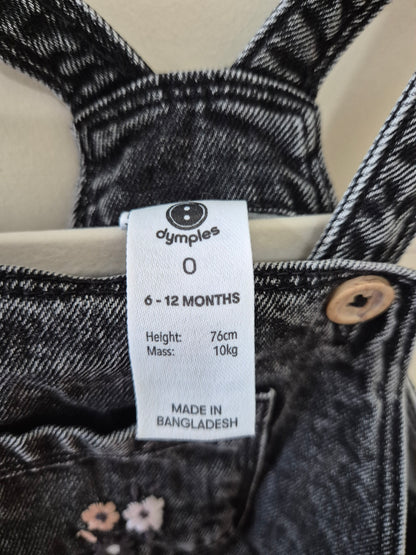 dymples
0
6 - 12 MONTHS
Height: 76cm
Mass: 10kg
MADE IN
BANGLADESH